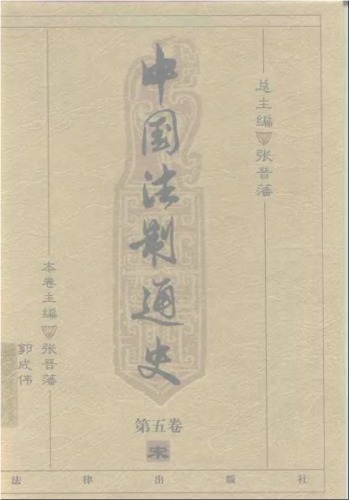 总主编 张晋藩
中国法制通史
本卷主编 张晋藩
郭成伟
第五卷
宋
法律出版社